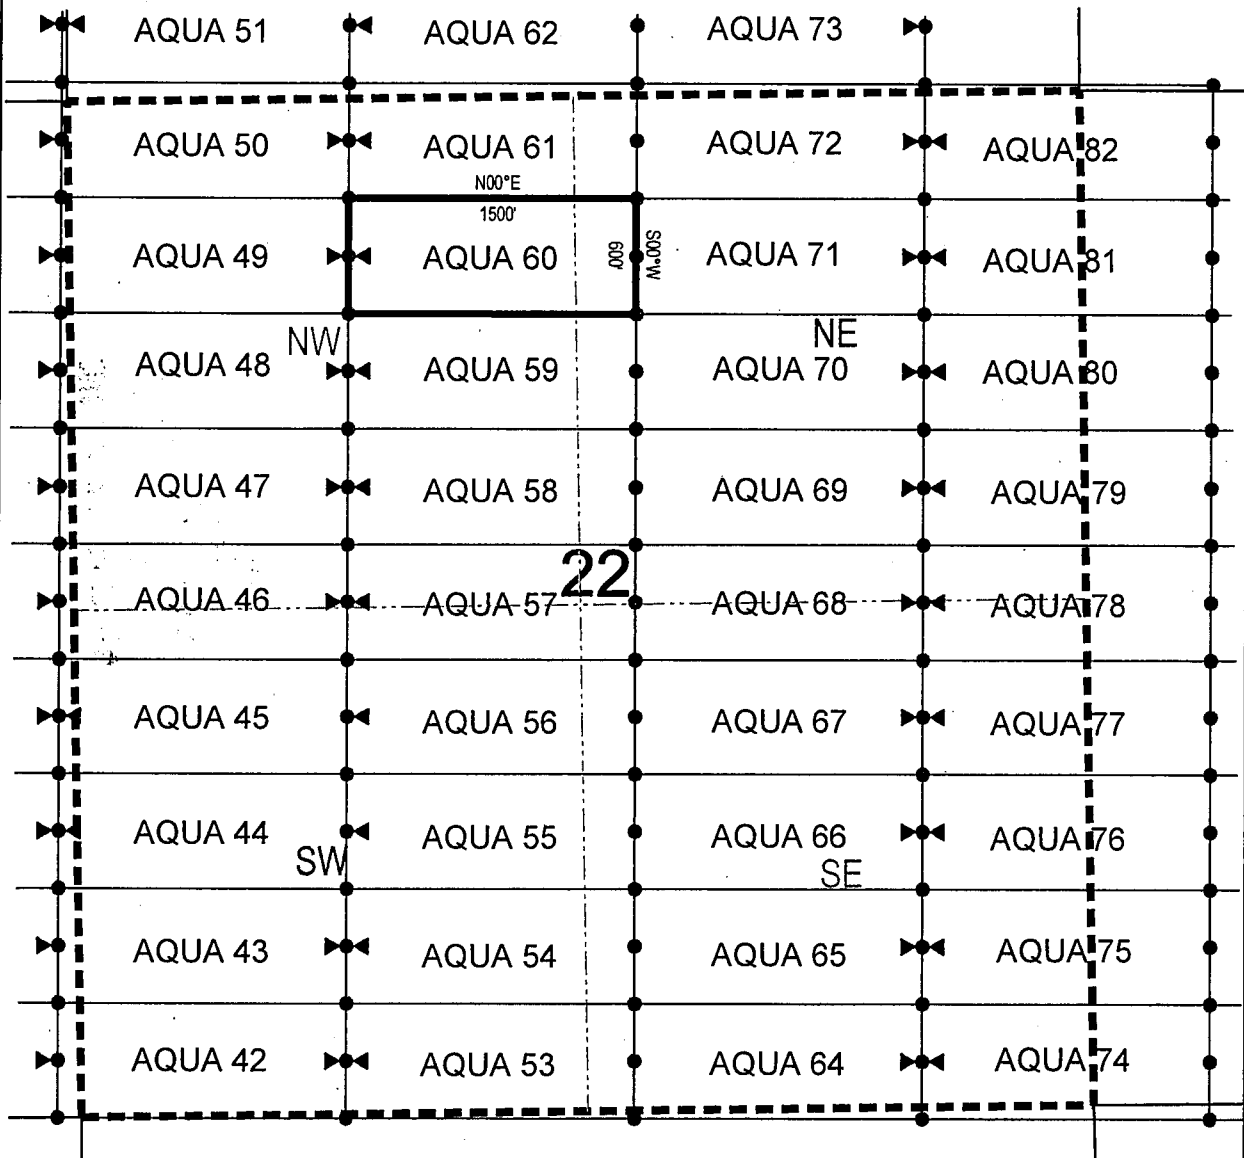 AQUA 51 AQUA 62 AQUA 73
AQUA 50 AQUA 61 AQUA 72 AQUA 82
N00°E
1500'
AQUA 49 AQUA 60 600' S00°W AQUA 71 AQUA 81
NW NE
AQUA 48 AQUA 59 AQUA 70 AQUA 80
AQUA 47 AQUA 58 AQUA 69 AQUA 79
22
AQUA 46 AQUA 57 AQUA 68 AQUA 78
AQUA 45 AQUA 56 AQUA 67 AQUA 77
AQUA 44 AQUA 55 AQUA 66 AQUA 76
SW SE
AQUA 43 AQUA 54 AQUA 65 AQUA 75
AQUA 42 AQUA 53 AQUA 64 AQUA 74